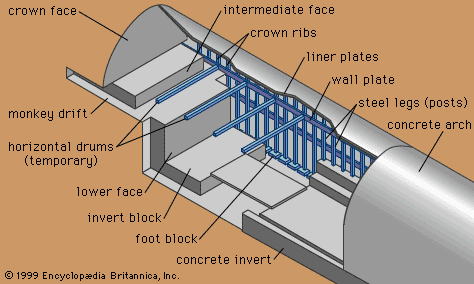 crown face
intermediate face
crown ribs
liner plates
wall plate
steel legs (posts)
concrete arch
monkey drift
horizontal drums
(temporary)
lower face
invert block
foot block
concrete invert
© 1999 Encyclopædia Britannica, Inc.